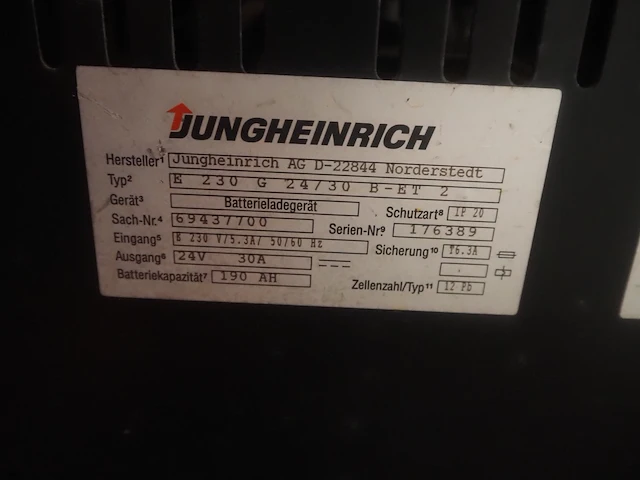 JUNGHEINRICH
Hersteller¹ Jungheinrich AG D-22844 Norderstedt
Typ² E 230 G 24/30 B-ET 2
Gerät³ Batterieladegerät Schutzart⁸ IP 20
Sach-Nr.⁴ 69437700 Serien-Nr⁹ 176389
Eingang⁵ E 230 V/5.3A/ 50/60 Hz Sicherung¹⁰ T6.3A
Ausgang⁶ 24V 30A
Batteriekapazität⁷ 190 AH Zellenzahl/Typ¹¹ 12 Pb